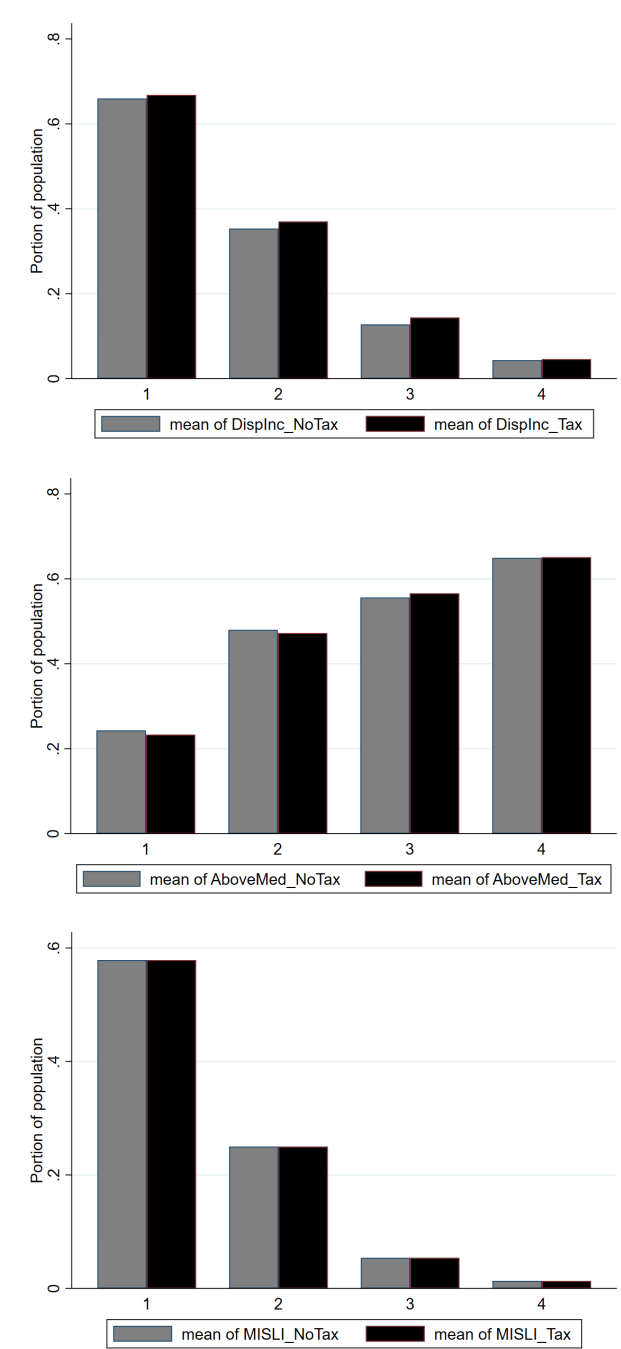 Portion of population
.8
.6
.4
.2
0
1 2 3 4
mean of DispInc_NoTax mean of DispInc_Tax
Portion of population
.8
.6
.4
.2
0
1 2 3 4
mean of AboveMed_NoTax mean of AboveMed_Tax
Portion of population
.6
.4
.2
0
1 2 3 4
mean of MISLI_NoTax mean of MISLI_Tax